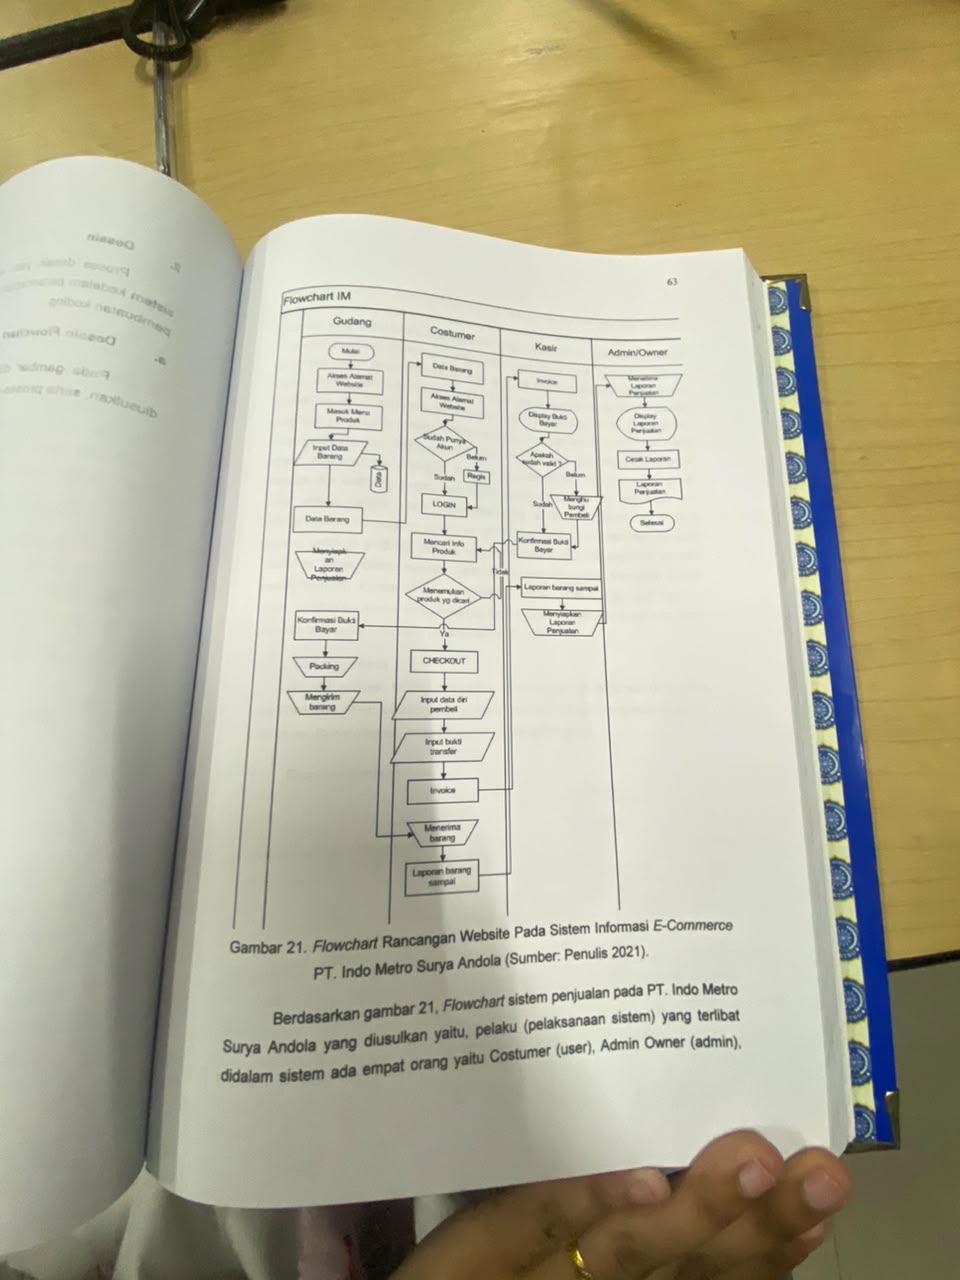 63
Flowchart IM
Gudang
Costumer
Kasir
Admin/Owner
Mulai
Akses Alamat
Website
Masuk Menu
Produk
Input Data
Barang
Data
Data Barang
Menyiapk
an
Laporan
Penjualan
Konfirmasi Bukti
Bayar
Packing
Mengirim
barang
Data Barang
Akses Alamat
Website
Sudah Punya
Akun
Belum
Sudah
Regis
LOGIN
Mencari Info
Produk
Menemukan
produk yg dicari
Tidak
Ya
CHECKOUT
Input data diri
pembeli
Input bukti
transfer
Invoice
Menerima
barang
Laporan barang
sampai
Invoice
Display Bukti
Bayar
Apakah
sudah valid ?
Belum
Sudah
Menghu
bungi
Pembeli
Konfirmasi Bukti
Bayar
Laporan barang sampai
Menyiapkan
Laporan
Penjualan
Menerima
Laporan
Penjualan
Display
Laporan
Penjualan
Cetak Laporan
Laporan
Penjualan
Selesai
Gambar 21. Flowchart Rancangan Website Pada Sistem Informasi E-Commerce
PT. Indo Metro Surya Andola (Sumber: Penulis 2021).
Berdasarkan gambar 21, Flowchart sistem penjualan pada PT. Indo Metro
Surya Andola yang diusulkan yaitu, pelaku (pelaksanaan sistem) yang terlibat
didalam sistem ada empat orang yaitu Costumer (user), Admin Owner (admin),